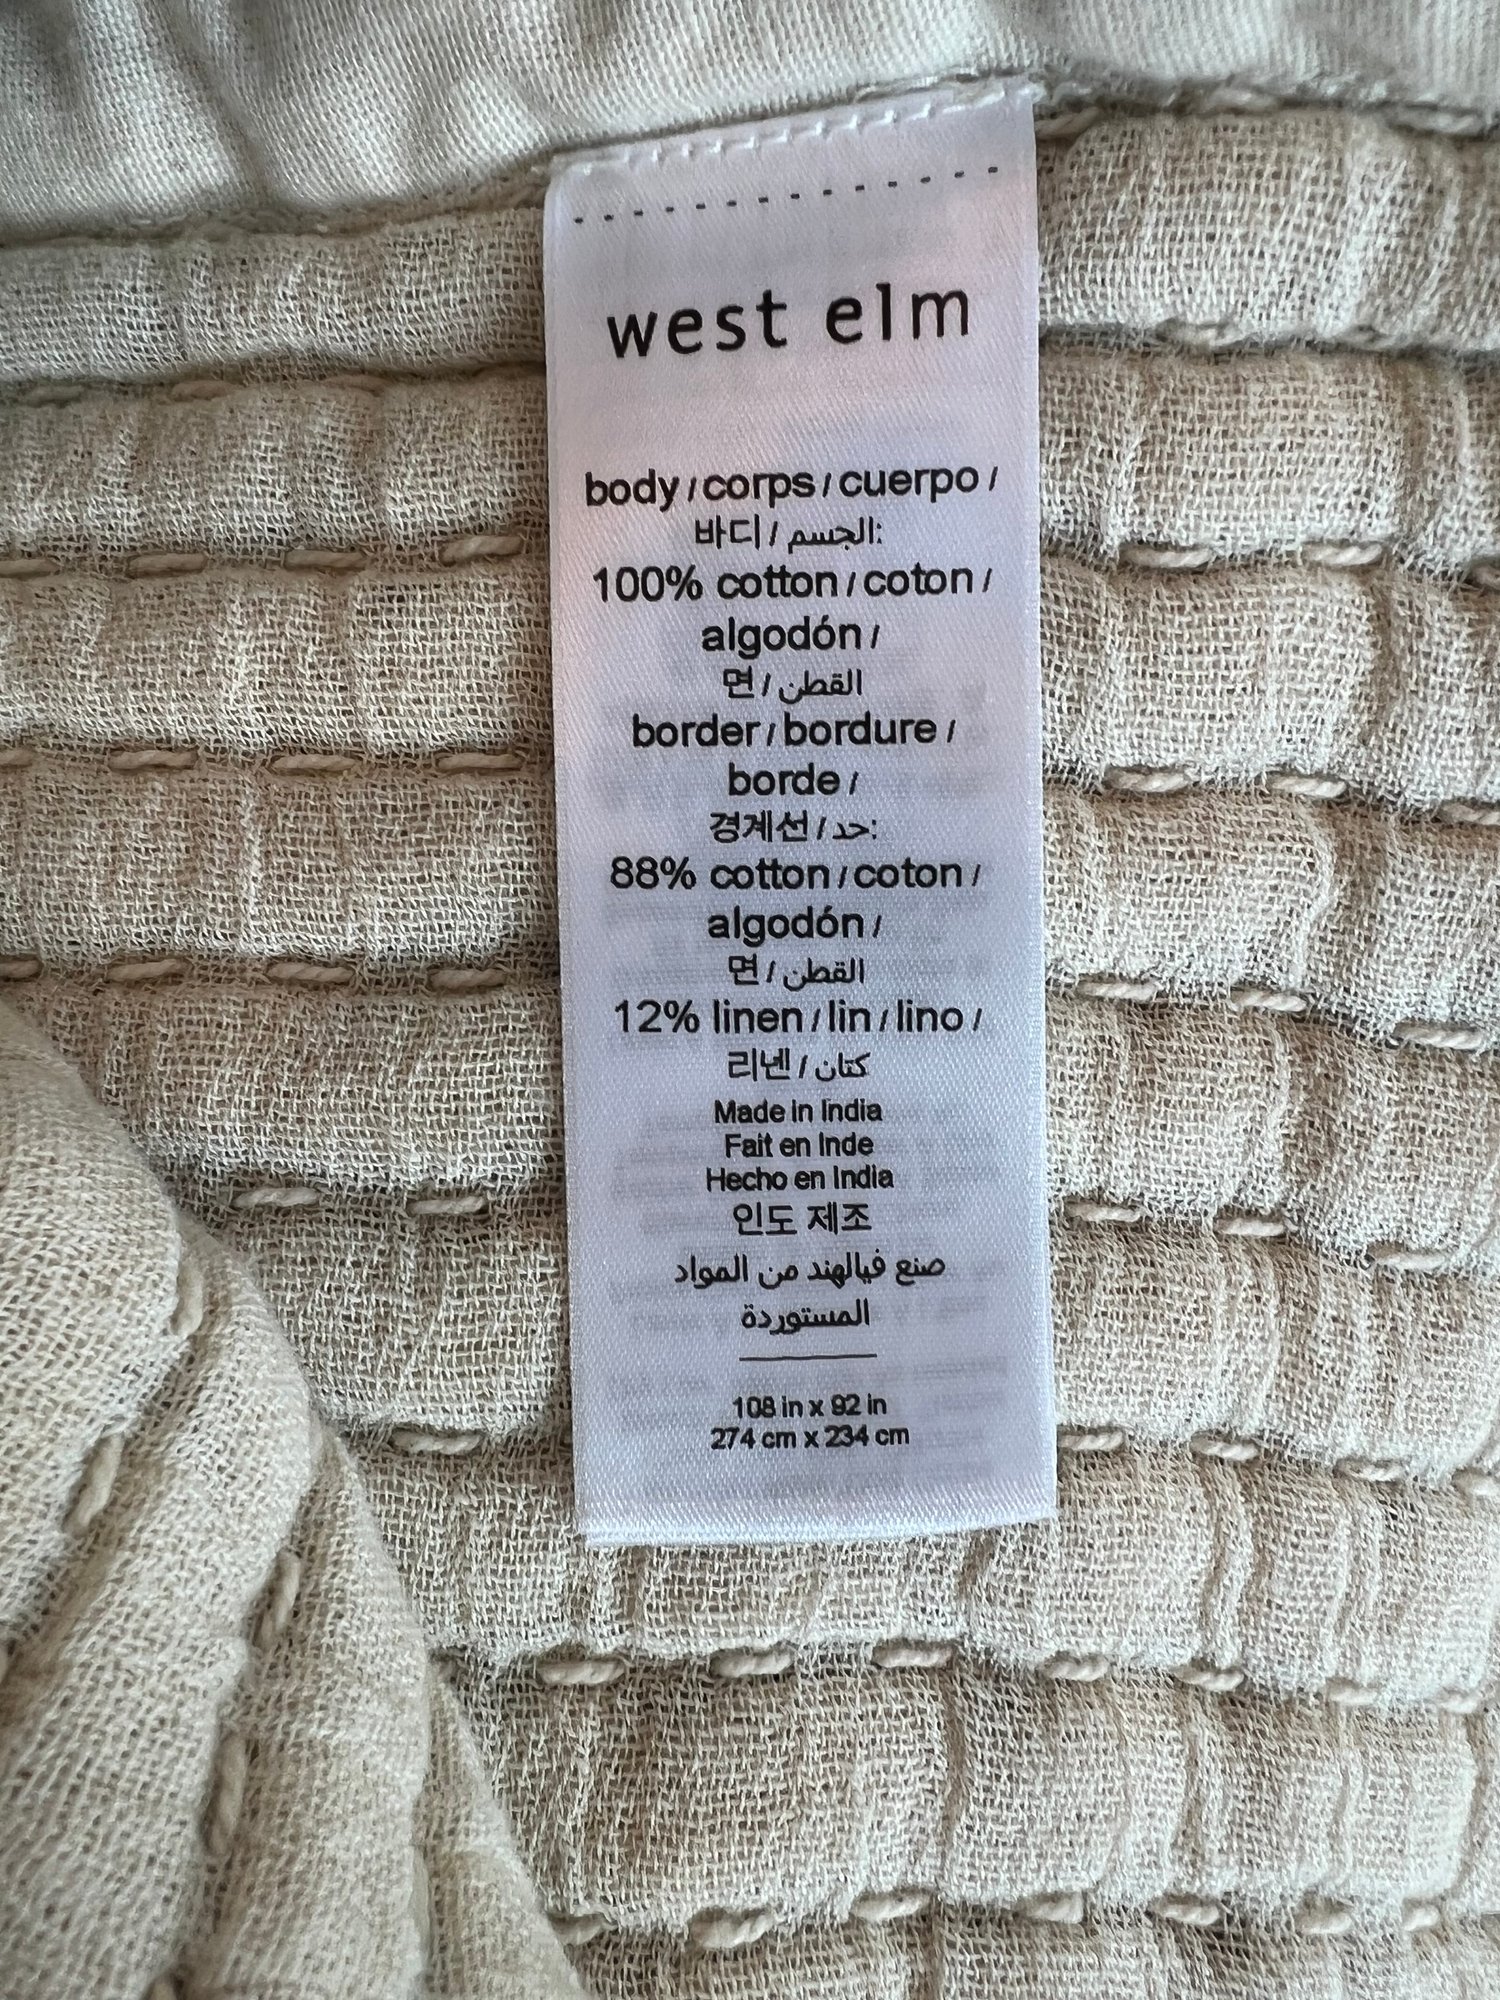 west elm
body / corps / cuerpo /
바디 / الجسم:
100% cotton / coton /
algodón /
면 / القطن
border / bordure /
borde /
경계선 / حد:
88% cotton / coton /
algodón /
면 / القطن
12% linen / lin / lino /
리넨 / كتان
Made in India
Fait en Inde
Hecho en India
인도 제조
صنع فيالهند من المواد
المستوردة
108 in x 92 in
274 cm x 234 cm